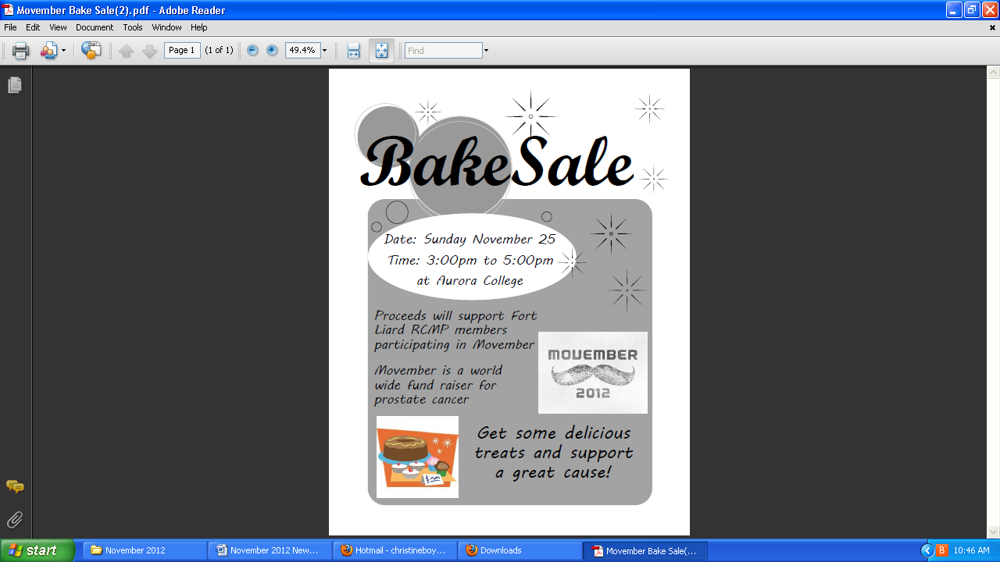 Movember Bake Sale(2).pdf - Adobe Reader
File Edit View Document Tools Window Help
Page 1 (1 of 1) 49.4% Find
BakeSale
Date: Sunday November 25
Time: 3:00pm to 5:00pm
at Aurora College
Proceeds will support Fort
Liard RCMP members
participating in Movember
MOVEMBER
2012
Movember is a world
wide fund raiser for
prostate cancer
Get some delicious
treats and support
a great cause!
start November 2012 November 2012 New... Hotmail - christineboy... Downloads Movember Bake Sale(... B 10:46 AM